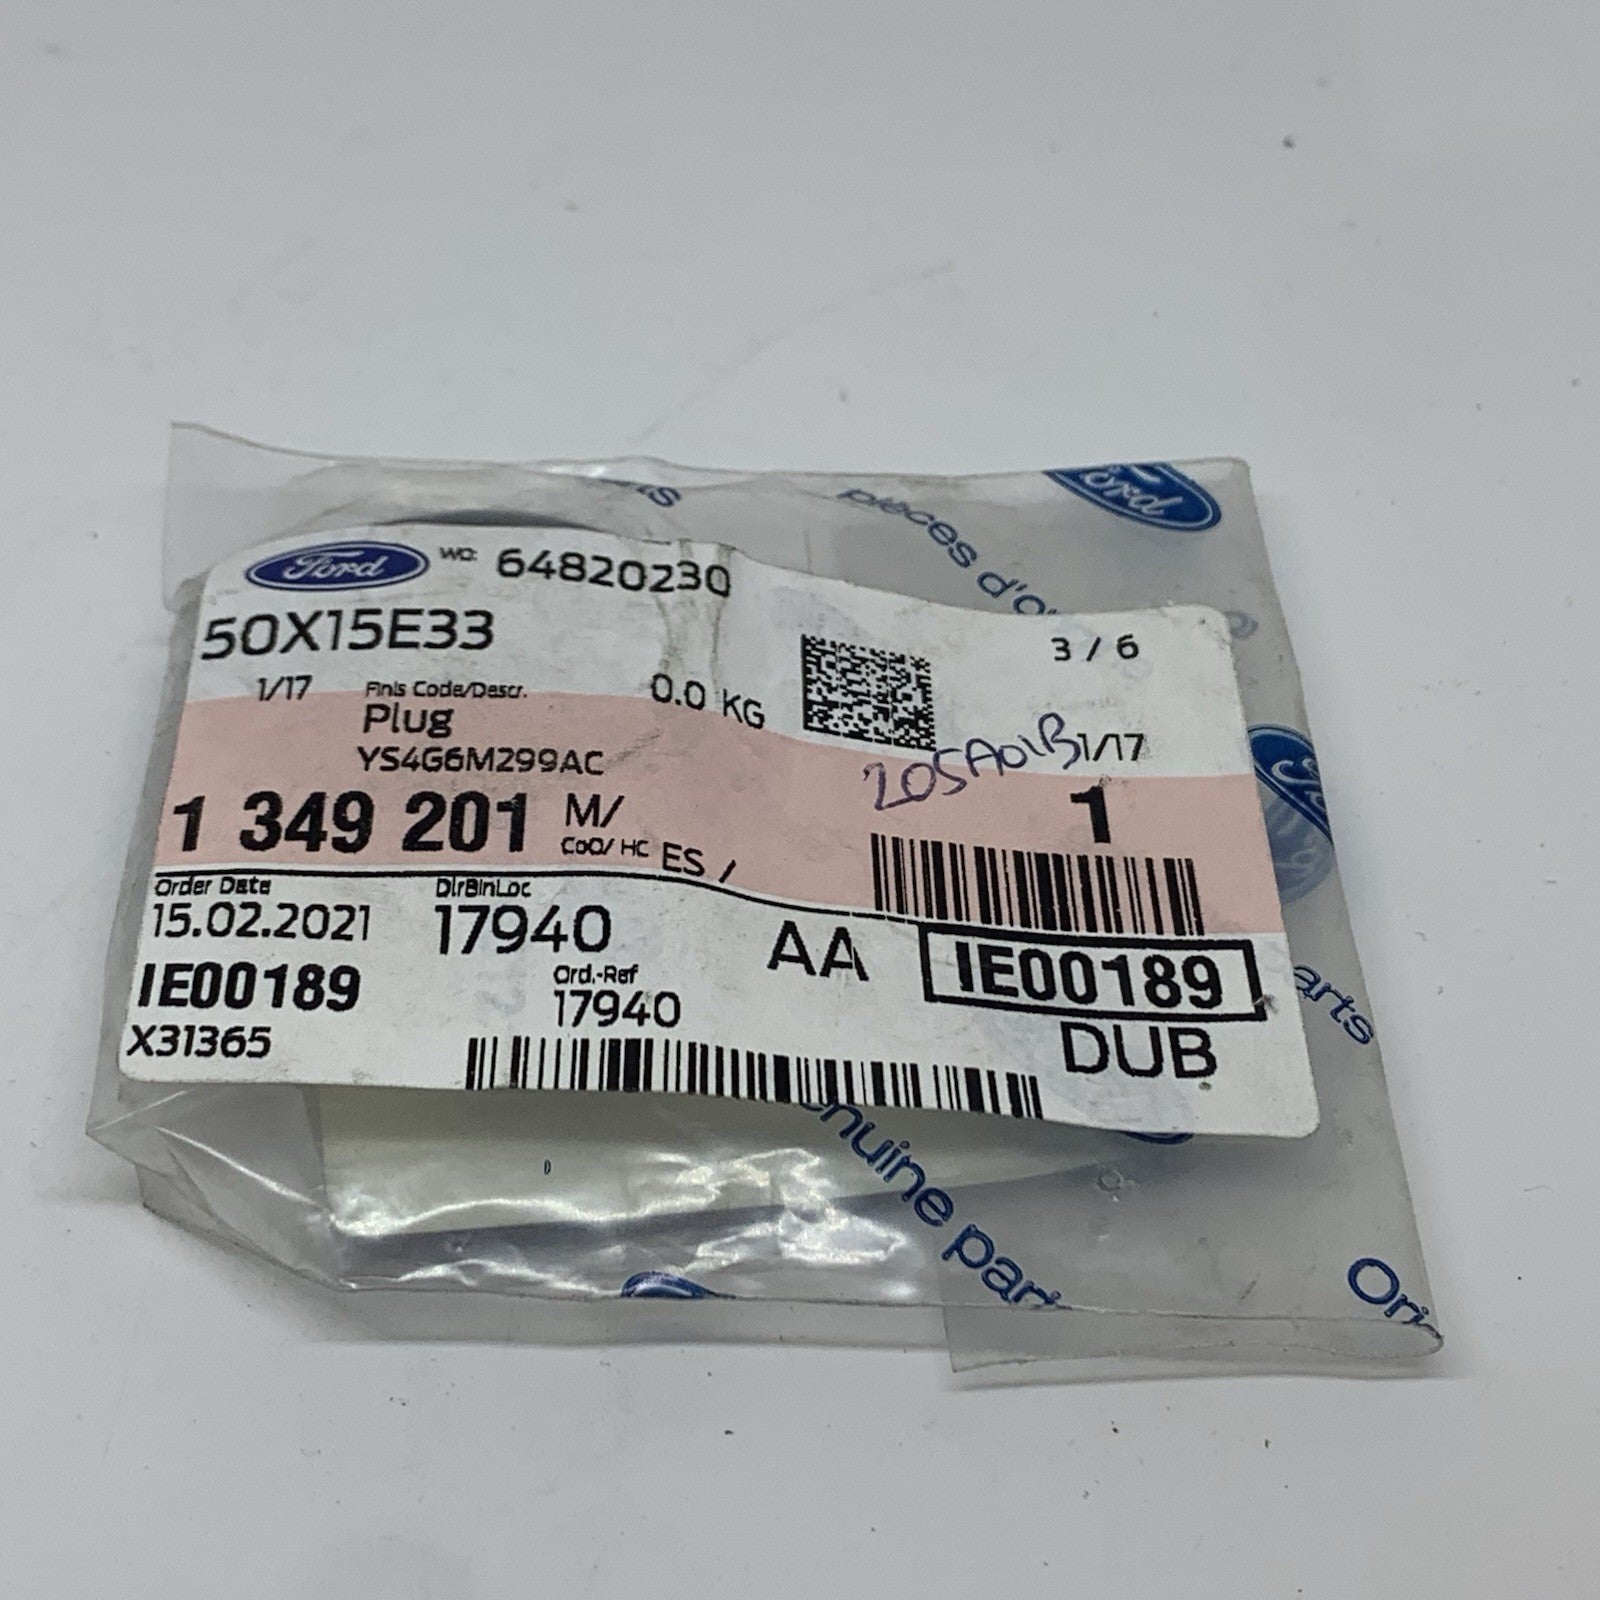 Ford WO: 64820230
50X15E33
3 / 6
1/17 Finis Code/Descr. 0.0 KG
Plug
YS4G6M299AC
205A01B 1/17
1 349 201 M/ 1
CoO/ HC ES /
Order Date DlrBinLoc
15.02.2021 17940 AA IE00189
IE00189 Ord.-Ref DUB
X31365 17940
pièces d'o
Ford
arts
enuine parts
Ori